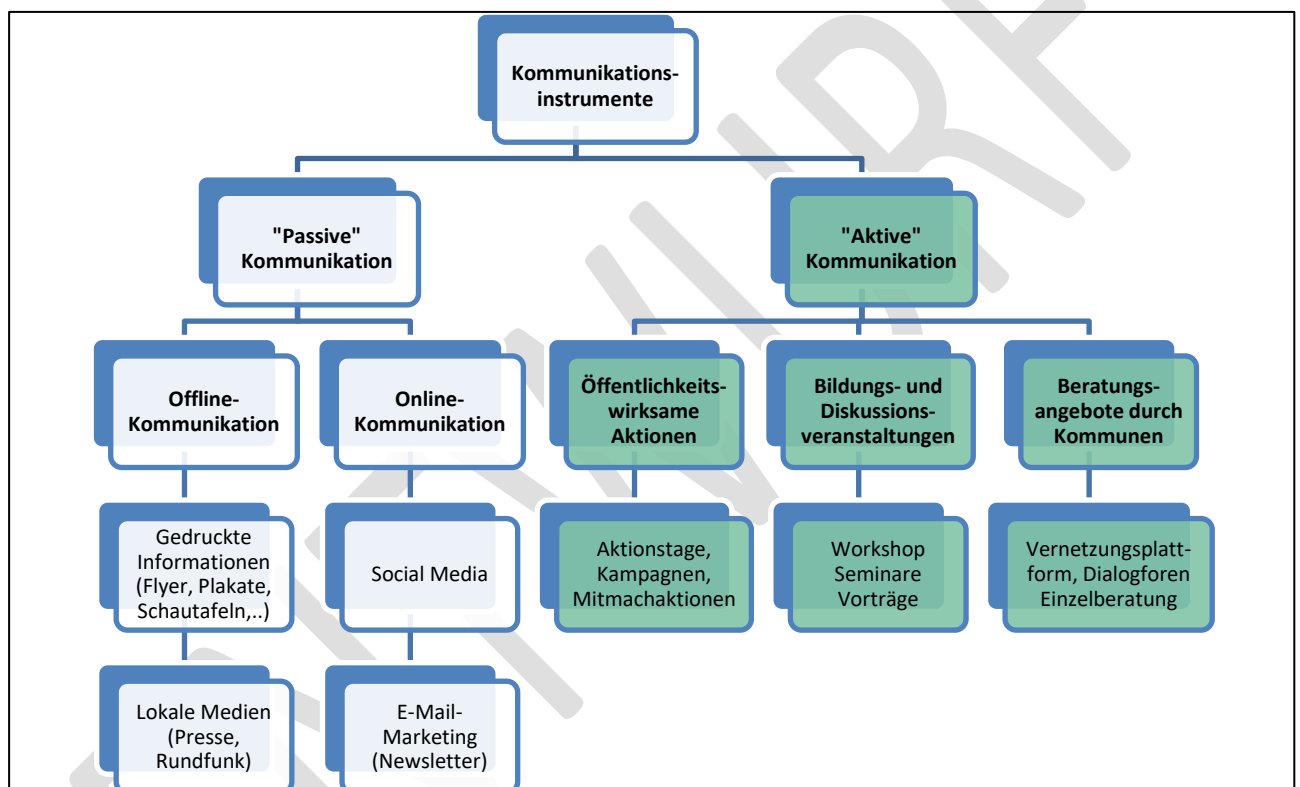 Kommunikations-
instrumente
"Passive"
Kommunikation
"Aktive"
Kommunikation
Offline-
Kommunikation
Online-
Kommunikation
Öffentlichkeits-
wirksame
Aktionen
Bildungs- und
Diskussions-
veranstaltungen
Beratungs-
angebote durch
Kommunen
Gedruckte
Informationen
(Flyer, Plakate,
Schautafeln,..)
Social Media
Aktionstage,
Kampagnen,
Mitmachaktionen
Workshop
Seminare
Vorträge
Vernetzungsplatt-
form, Dialogforen
Einzelberatung
Lokale Medien
(Presse,
Rundfunk)
E-Mail-
Marketing
(Newsletter)